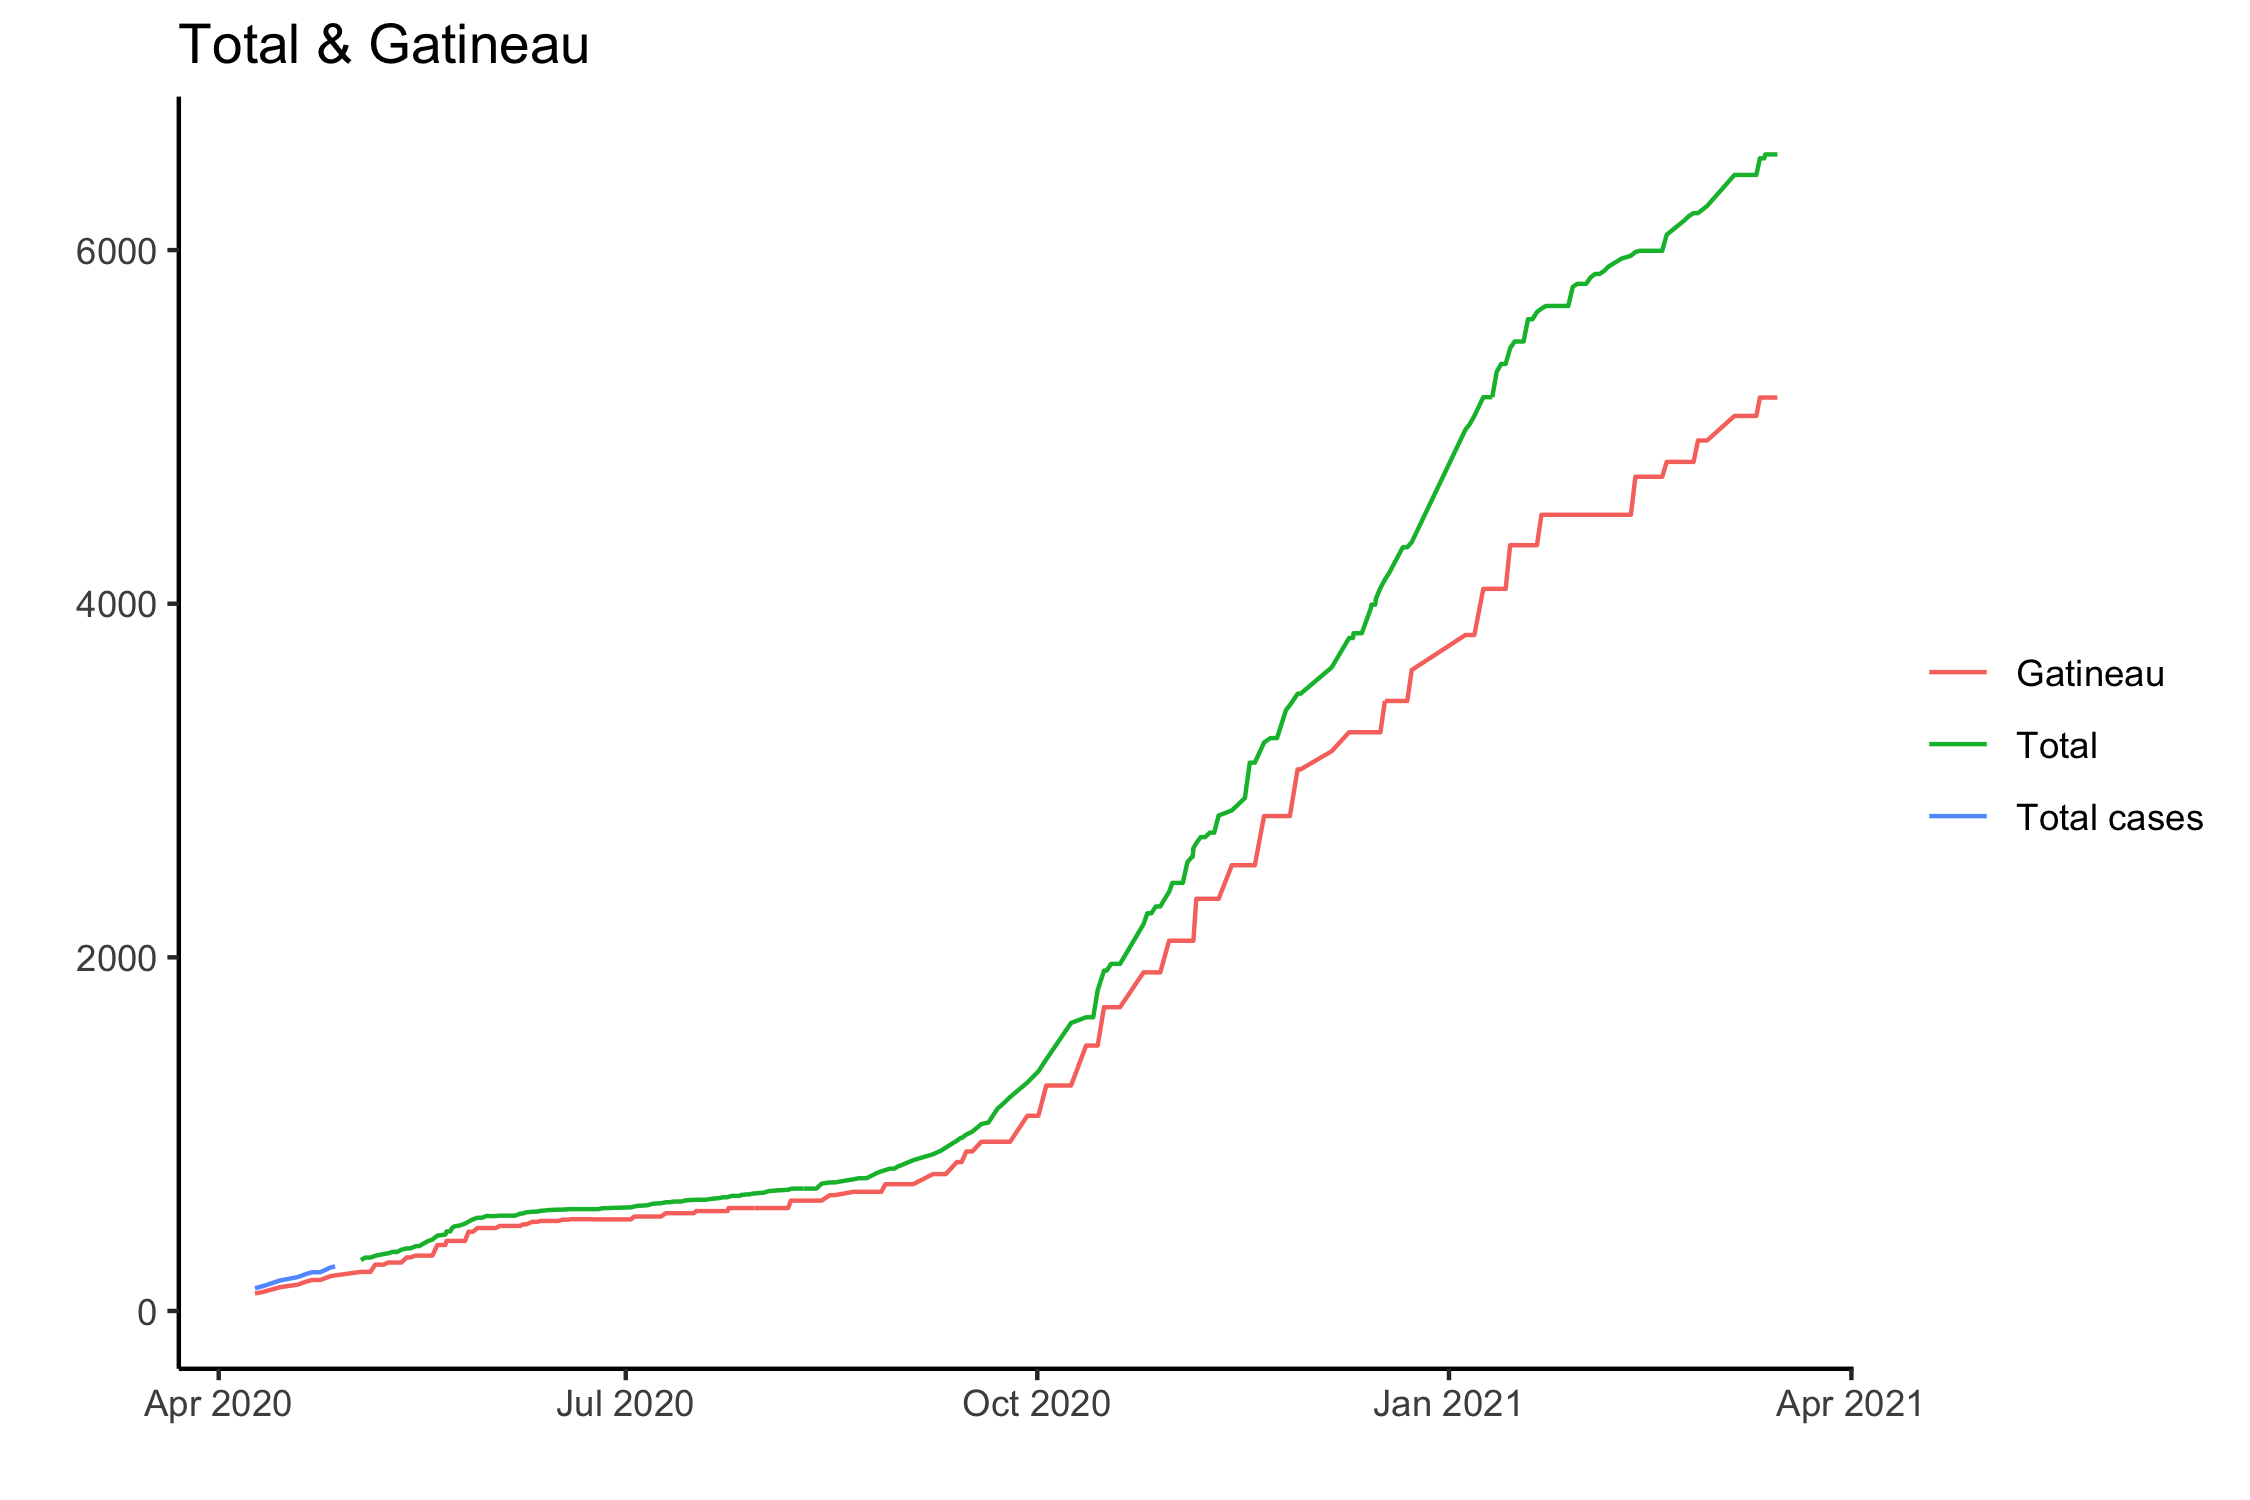 Total & Gatineau
6000
4000
2000
0
Apr 2020
Jul 2020
Oct 2020
Jan 2021
Apr 2021
Gatineau
Total
Total cases